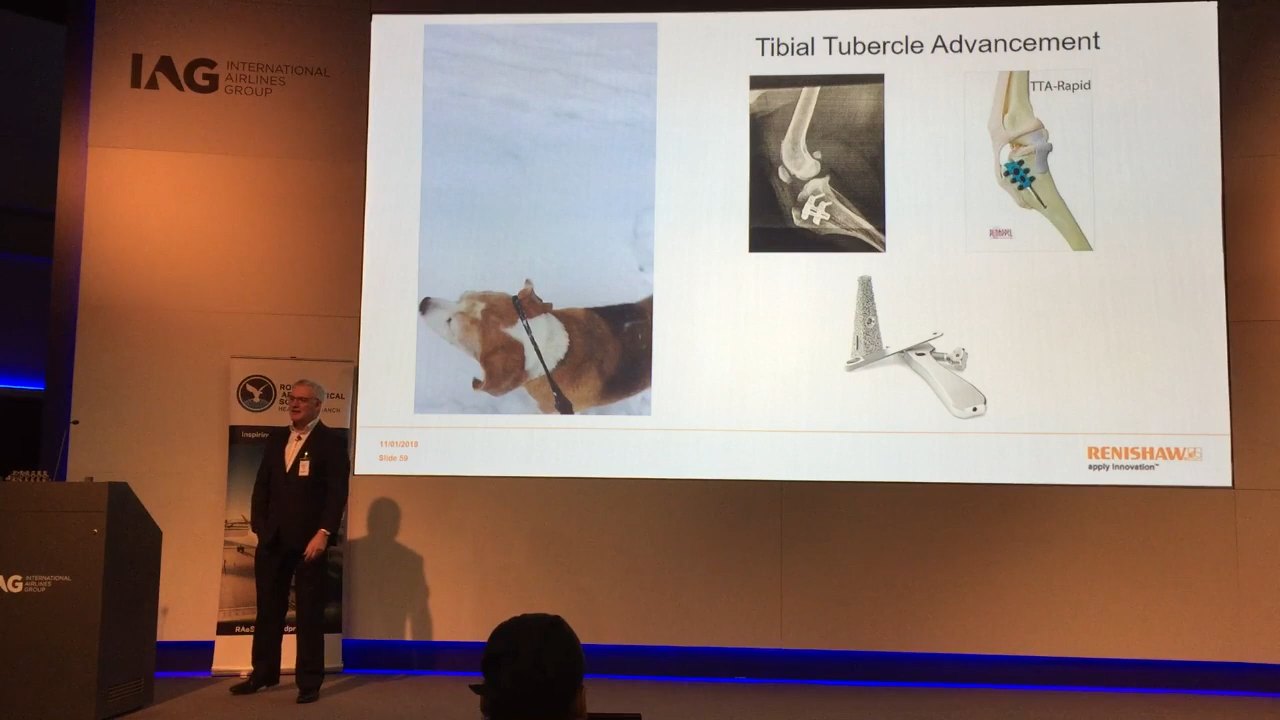 IAG INTERNATIONAL
AIRLINES
GROUP
Tibial Tubercle Advancement
TTA-Rapid
11/01/2018
Slide 59
RENISHAW
apply innovation™
INTERNATIONAL
AIRLINES
GROUP